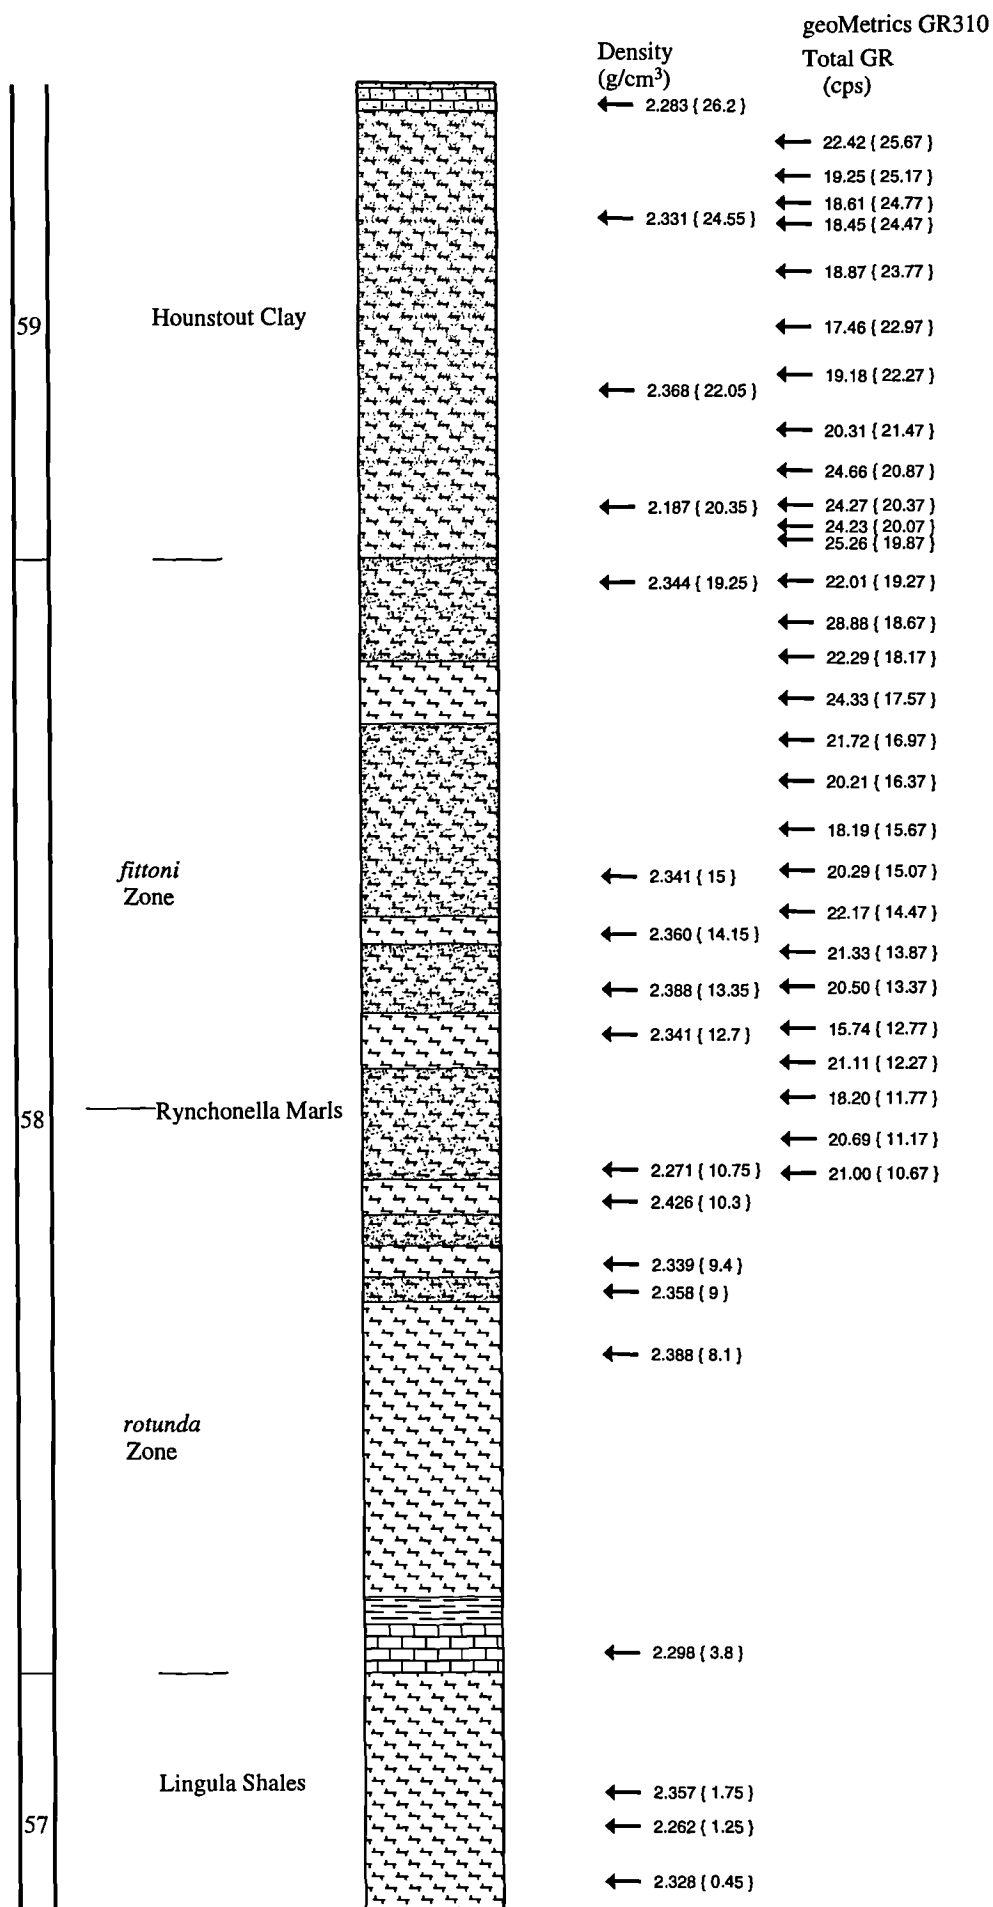 geoMetrics GR310
Density
(g/cm³)
Total GR
(cps)
2.283 { 26.2 }
22.42 { 25.67 }
19.25 { 25.17 }
18.61 { 24.77 }
2.331 { 24.55 }
18.45 { 24.47 }
18.87 { 23.77 }
59
Hounstout Clay
17.46 { 22.97 }
19.18 { 22.27 }
2.368 { 22.05 }
20.31 { 21.47 }
24.66 { 20.87 }
2.187 { 20.35 }
24.27 { 20.37 }
24.23 { 20.07 }
25.26 { 19.87 }
2.344 { 19.25 }
22.01 { 19.27 }
28.88 { 18.67 }
22.29 { 18.17 }
24.33 { 17.57 }
21.72 { 16.97 }
20.21 { 16.37 }
18.19 { 15.67 }
fittoni
Zone
2.341 { 15 }
20.29 { 15.07 }
22.17 { 14.47 }
2.360 { 14.15 }
21.33 { 13.87 }
2.388 { 13.35 }
20.50 { 13.37 }
2.341 { 12.7 }
15.74 { 12.77 }
21.11 { 12.27 }
18.20 { 11.77 }
58
Rynchonella Marls
20.69 { 11.17 }
2.271 { 10.75 }
21.00 { 10.67 }
2.426 { 10.3 }
2.339 { 9.4 }
2.358 { 9 }
2.388 { 8.1 }
rotunda
Zone
2.298 { 3.8 }
Lingula Shales
2.357 { 1.75 }
57
2.262 { 1.25 }
2.328 { 0.45 }